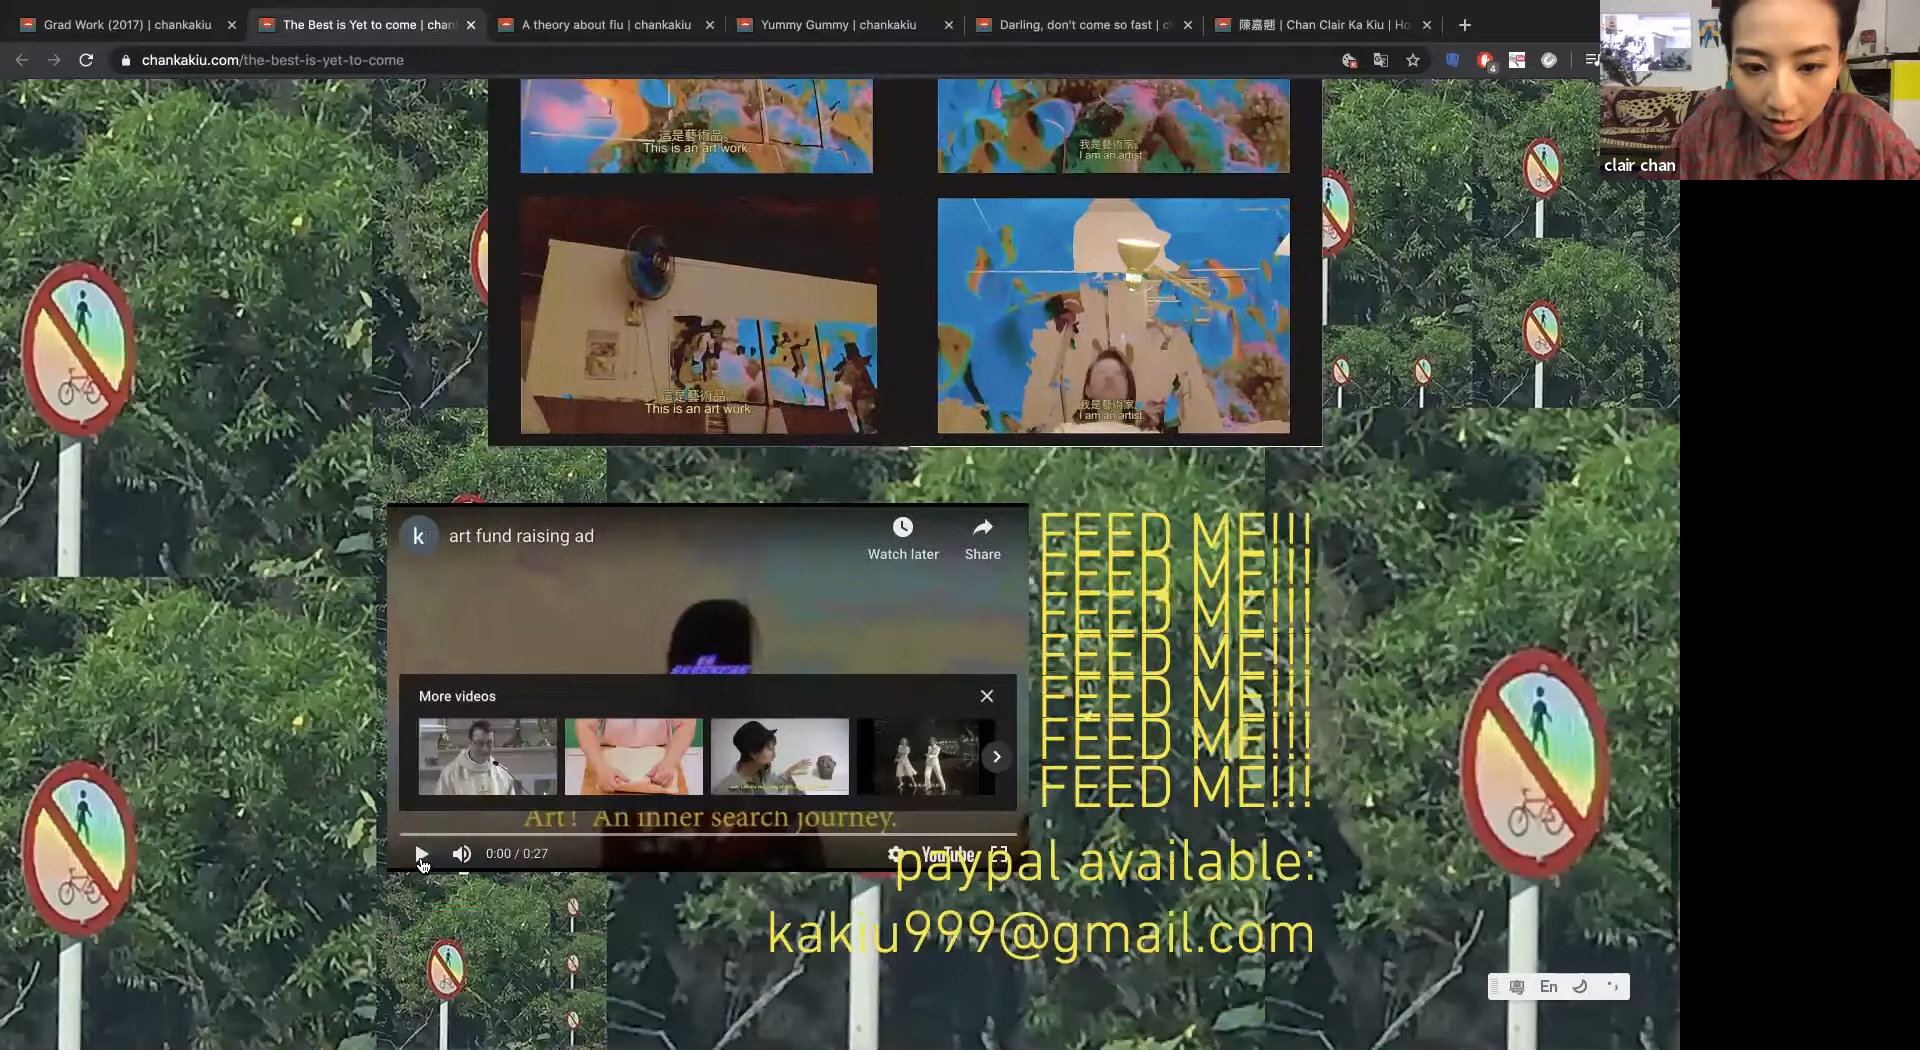 Grad Work (2017) | chankakiu
The Best is Yet to come | chan
A theory about flu | chankakiu
Yummy Gummy | chankakiu
Darling, don't come so fast | c
陳嘉翹 | Chan Clair Ka Kiu | Ho
chankakiu.com/the-best-is-yet-to-come
4
clair chan
這是藝術品。
This is an art work.
我是藝術家。
I am an artist.
這是藝術品。
This is an art work.
我是藝術家。
I am an artist.
k
art fund raising ad
Watch later
Share
More videos
Art! An inner search journey.
0:00 / 0:27
YouTube
FEED ME!!!
FEED ME!!!
FEED ME!!!
FEED ME!!!
FEED ME!!!
FEED ME!!!
FEED ME!!!
paypal available:
kakiu999@gmail.com
En